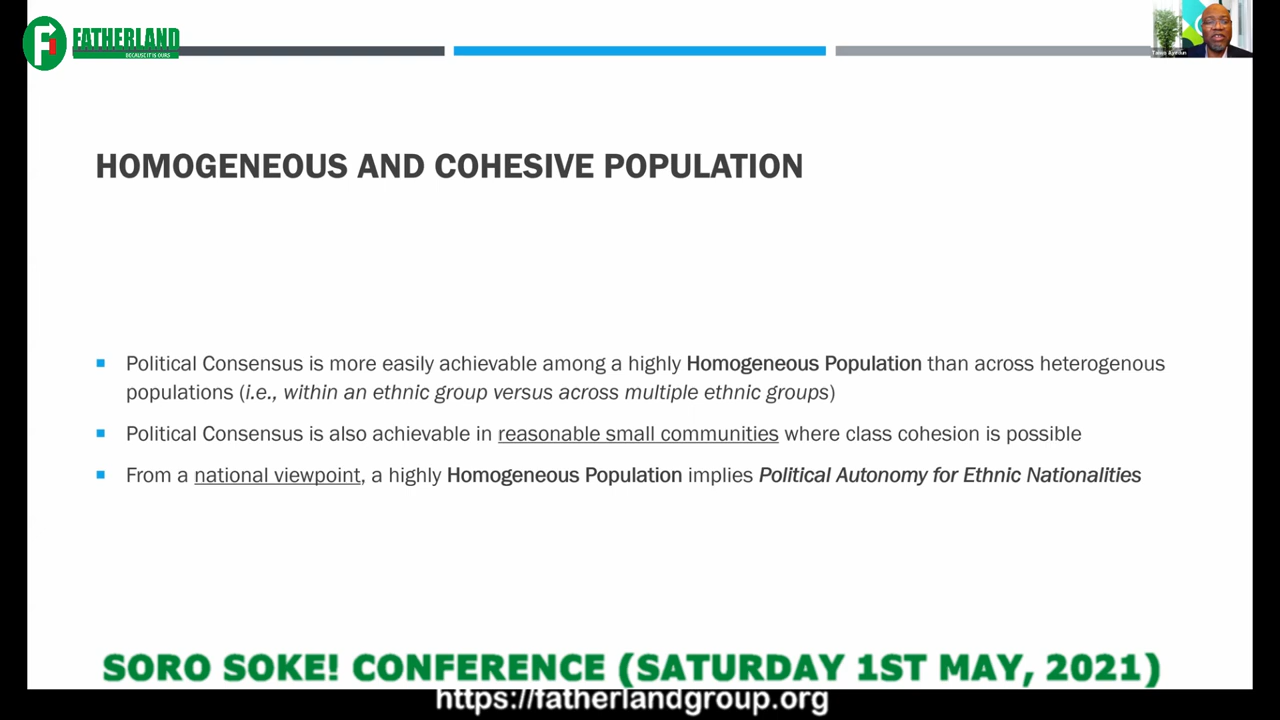 FATHERLAND
BECAUSE IT IS OURS
HOMOGENEOUS AND COHESIVE POPULATION
Political Consensus is more easily achievable among a highly Homogeneous Population than across heterogenous
populations (i.e., within an ethnic group versus across multiple ethnic groups)
Political Consensus is also achievable in reasonable small communities where class cohesion is possible
From a national viewpoint, a highly Homogeneous Population implies Political Autonomy for Ethnic Nationalities
SORO SOKE! CONFERENCE (SATURDAY 1ST MAY, 2021)
https://fatherlandgroup.org